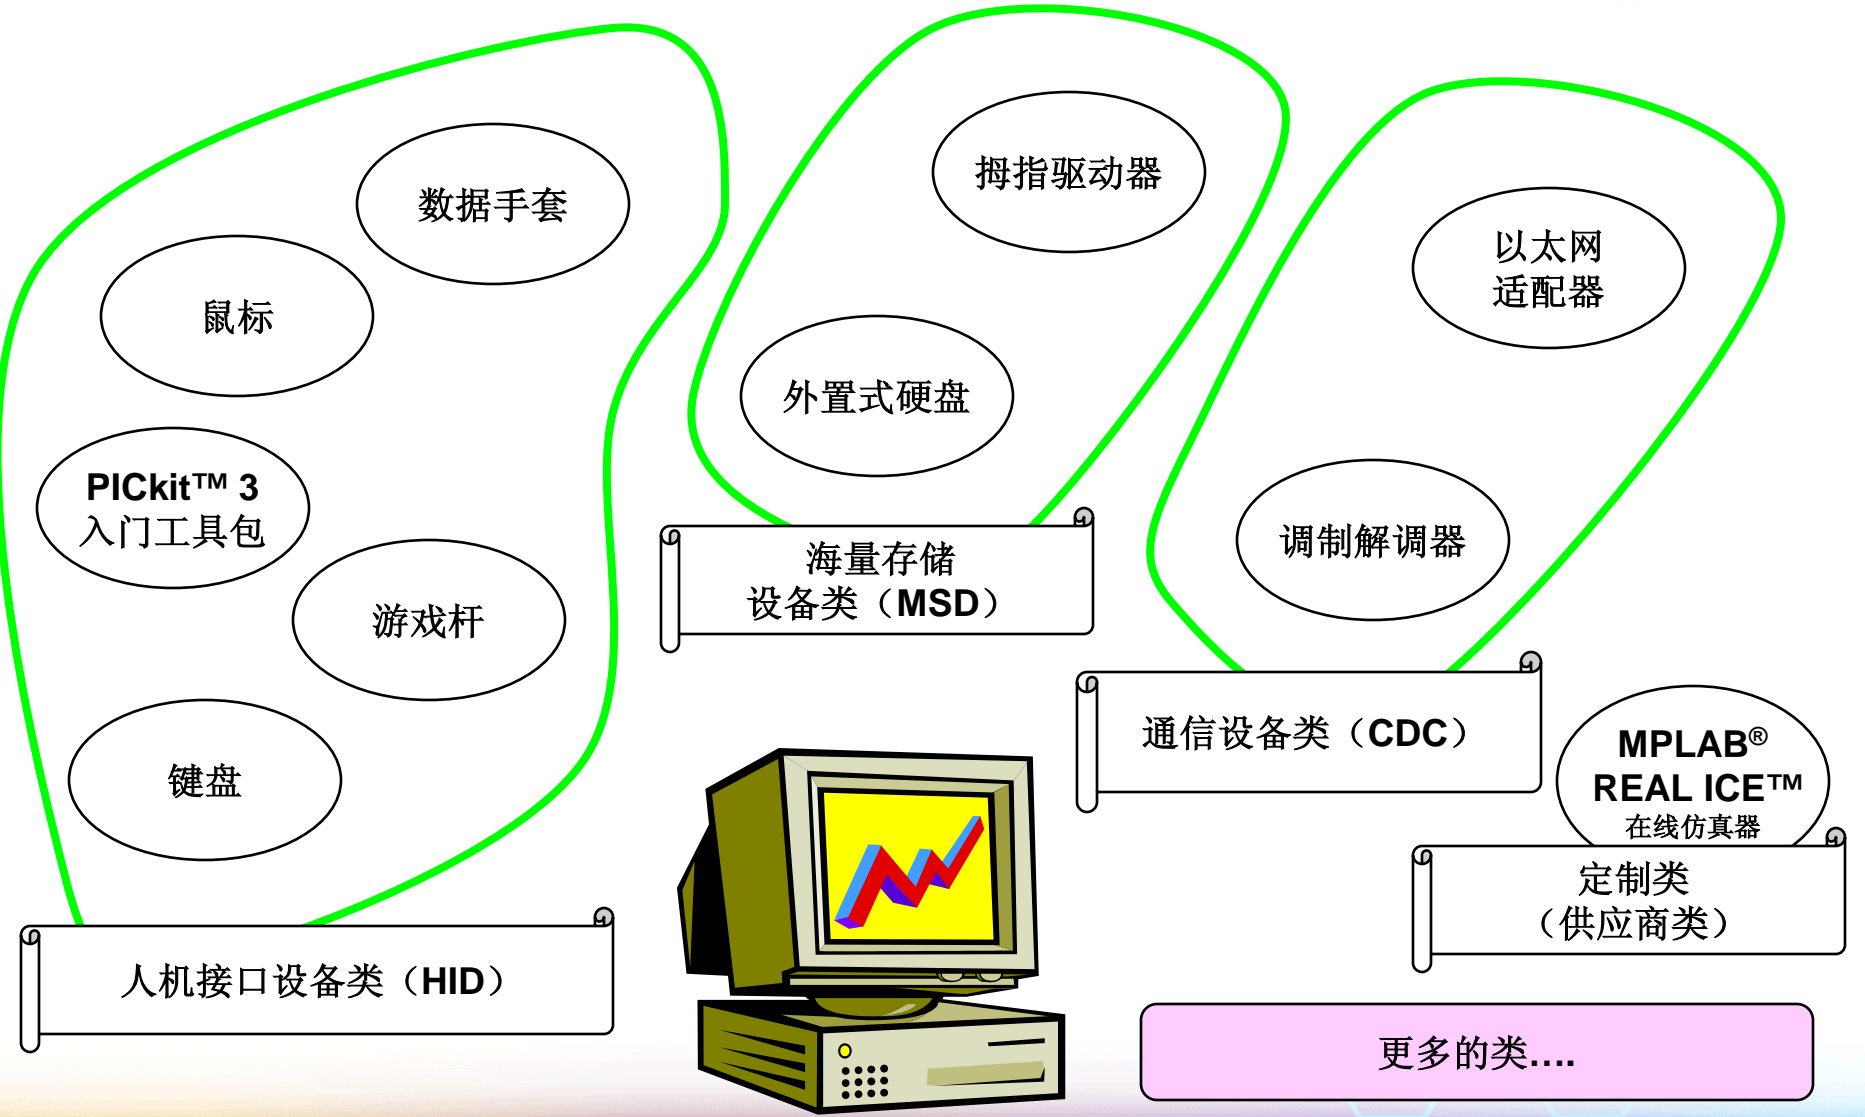 数据手套
鼠标
PICkit™ 3
入门工具包
游戏杆
键盘
人机接口设备类（HID）
拇指驱动器
外置式硬盘
海量存储
设备类（MSD）
以太网
适配器
调制解调器
通信设备类（CDC）
MPLAB®
REAL ICE™
在线仿真器
定制类
（供应商类）
更多的类....